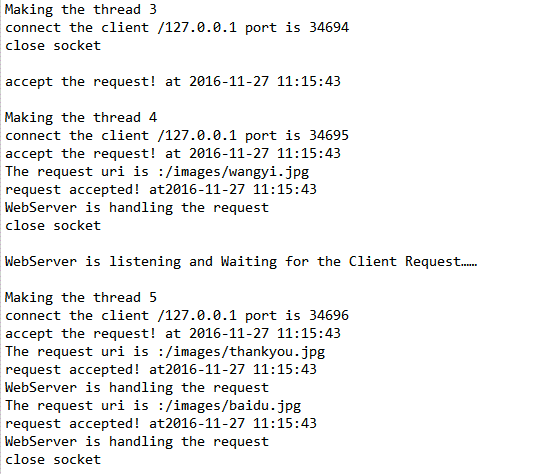 Making the thread 3
connect the client /127.0.0.1 port is 34694
close socket
accept the request! at 2016-11-27 11:15:43
Making the thread 4
connect the client /127.0.0.1 port is 34695
accept the request! at 2016-11-27 11:15:43
The request uri is :/images/wangyi.jpg
request accepted! at2016-11-27 11:15:43
WebServer is handling the request
close socket
WebServer is listening and Waiting for the Client Request……
Making the thread 5
connect the client /127.0.0.1 port is 34696
accept the request! at 2016-11-27 11:15:43
The request uri is :/images/thankyou.jpg
request accepted! at2016-11-27 11:15:43
WebServer is handling the request
The request uri is :/images/baidu.jpg
request accepted! at2016-11-27 11:15:43
WebServer is handling the request
close socket